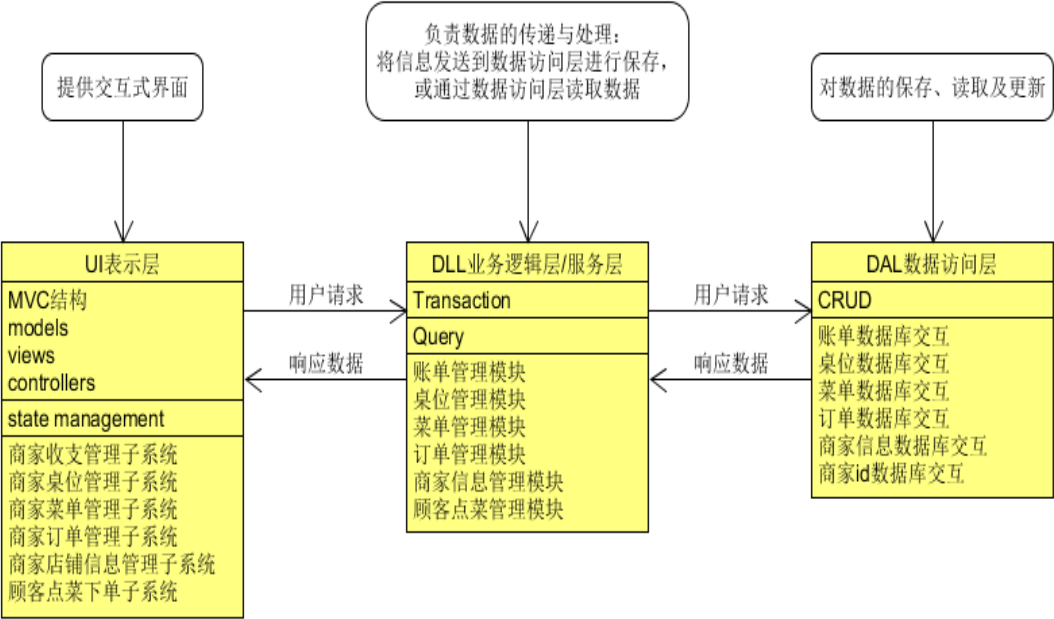 提供交互式界面
负责数据的传递与处理：
将信息发送到数据访问层进行保存，
或通过数据访问层读取数据
对数据的保存、读取及更新
UI表示层
MVC结构
models
views
controllers
state management
商家收支管理子系统
商家桌位管理子系统
商家菜单管理子系统
商家订单管理子系统
商家店铺信息管理子系统
顾客点菜下单子系统
用户请求
响应数据
DLL业务逻辑层/服务层
Transaction
Query
账单管理模块
桌位管理模块
菜单管理模块
订单管理模块
商家信息管理模块
顾客点菜管理模块
用户请求
响应数据
DAL数据访问层
CRUD
账单数据库交互
桌位数据库交互
菜单数据库交互
订单数据库交互
商家信息数据库交互
商家id数据库交互